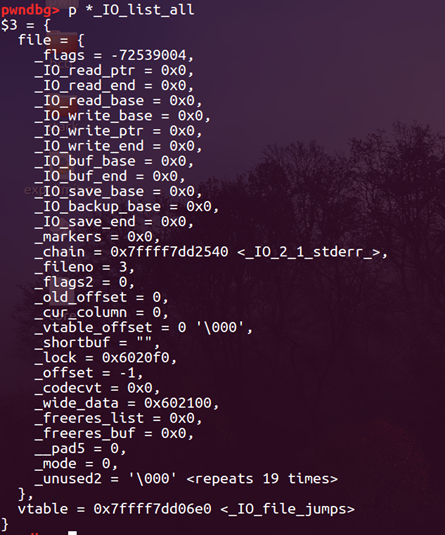 pwndbg> p *_IO_list_all
$3 = {
  file = {
    _flags = -72539004,
    _IO_read_ptr = 0x0,
    _IO_read_end = 0x0,
    _IO_read_base = 0x0,
    _IO_write_base = 0x0,
    _IO_write_ptr = 0x0,
    _IO_write_end = 0x0,
    _IO_buf_base = 0x0,
    _IO_buf_end = 0x0,
    _IO_save_base = 0x0,
    _IO_backup_base = 0x0,
    _IO_save_end = 0x0,
    _markers = 0x0,
    _chain = 0x7ffff7dd2540 <_IO_2_1_stderr_>,
    _fileno = 3,
    _flags2 = 0,
    _old_offset = 0,
    _cur_column = 0,
    _vtable_offset = 0 '\000',
    _shortbuf = "",
    _lock = 0x6020f0,
    _offset = -1,
    _codecvt = 0x0,
    _wide_data = 0x602100,
    _freeres_list = 0x0,
    _freeres_buf = 0x0,
    __pad5 = 0,
    _mode = 0,
    _unused2 = '\000' <repeats 19 times>
  },
  vtable = 0x7ffff7dd06e0 <_IO_file_jumps>
}